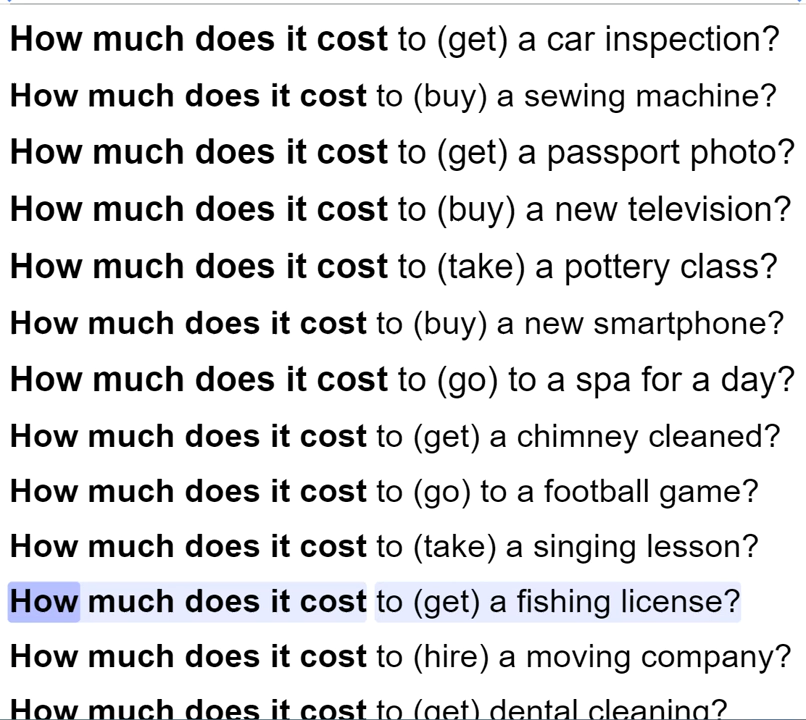 How much does it cost to (get) a car inspection?
How much does it cost to (buy) a sewing machine?
How much does it cost to (get) a passport photo?
How much does it cost to (buy) a new television?
How much does it cost to (take) a pottery class?
How much does it cost to (buy) a new smartphone?
How much does it cost to (go) to a spa for a day?
How much does it cost to (get) a chimney cleaned?
How much does it cost to (go) to a football game?
How much does it cost to (take) a singing lesson?
How much does it cost to (get) a fishing license?
How much does it cost to (hire) a moving company?
How much does it cost to (get) dental cleaning?